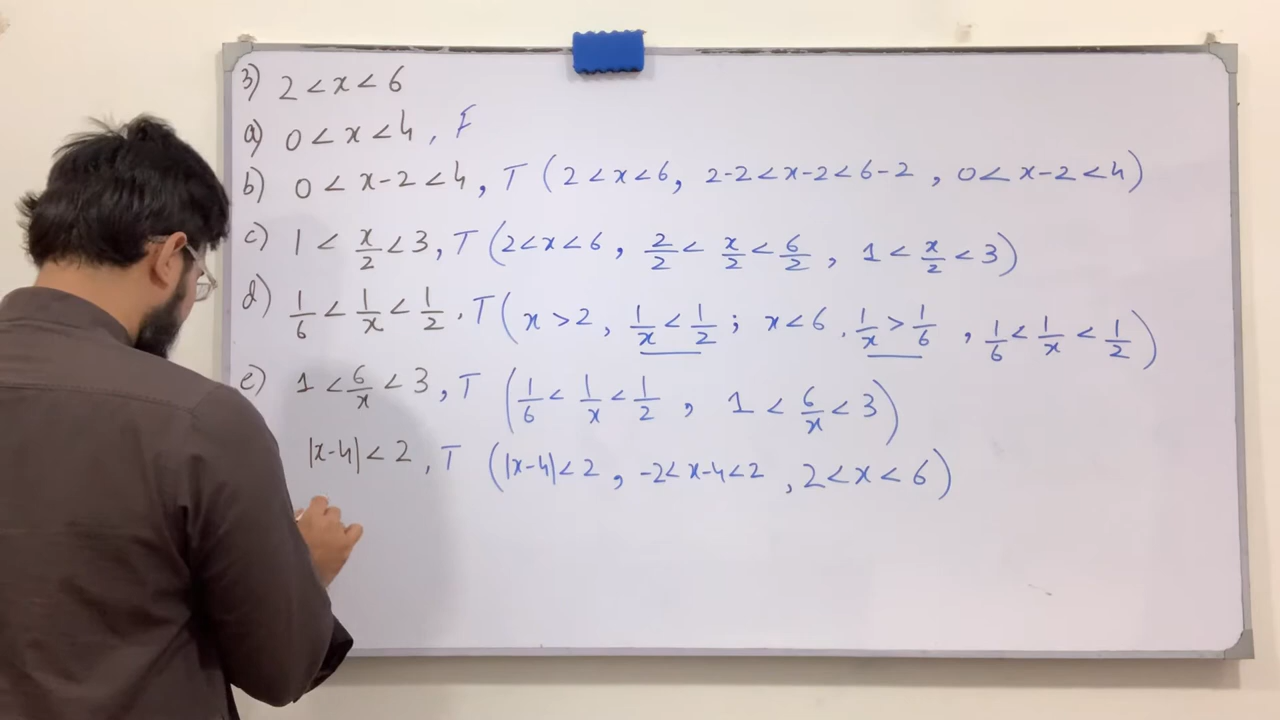 3) 2 < x < 6
a) 0 < x < 4 , F
b) 0 < x-2 < 4 , T ( 2 < x < 6 , 2-2 < x-2 < 6-2 , 0 < x-2 < 4 )
c) 1 < x/2 < 3 , T ( 2 < x < 6 , 2/2 < x/2 < 6/2 , 1 < x/2 < 3 )
d) 1/6 < 1/x < 1/2 . T ( x > 2 , 1/x < 1/2 ; x < 6 . 1/x > 1/6 , 1/6 < 1/x < 1/2 )
e) 1 < 6/x < 3 , T ( 1/6 < 1/x < 1/2 , 1 < 6/x < 3 )
|x-4| < 2 , T ( |x-4| < 2 , -2 < x-4 < 2 , 2 < x < 6 )